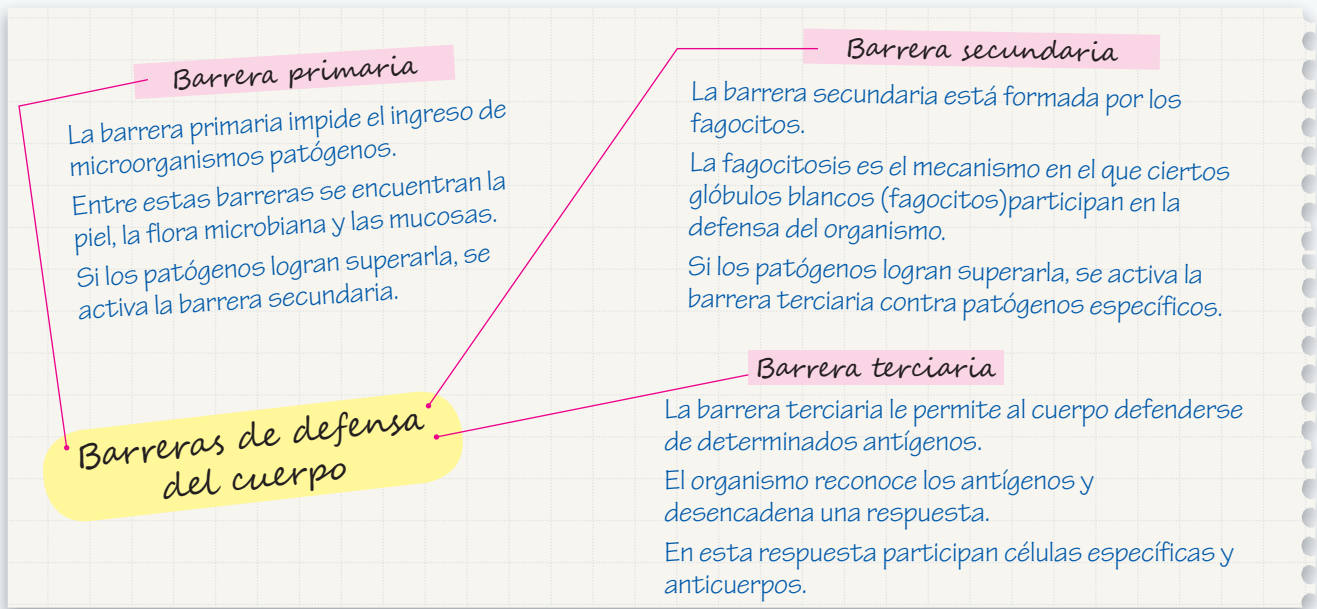 Barrera primaria
La barrera primaria impide el ingreso de
microorganismos patógenos.
Entre estas barreras se encuentran la
piel, la flora microbiana y las mucosas.
Si los patógenos logran superarla, se
activa la barrera secundaria.
Barrera secundaria
La barrera secundaria está formada por los
fagocitos.
La fagocitosis es el mecanismo en el que ciertos
glóbulos blancos (fagocitos)participan en la
defensa del organismo.
Si los patógenos logran superarla, se activa la
barrera terciaria contra patógenos específicos.
Barreras de defensa
del cuerpo
Barrera terciaria
La barrera terciaria le permite al cuerpo defenderse
de determinados antígenos.
El organismo reconoce los antígenos y
desencadena una respuesta.
En esta respuesta participan células específicas y
anticuerpos.